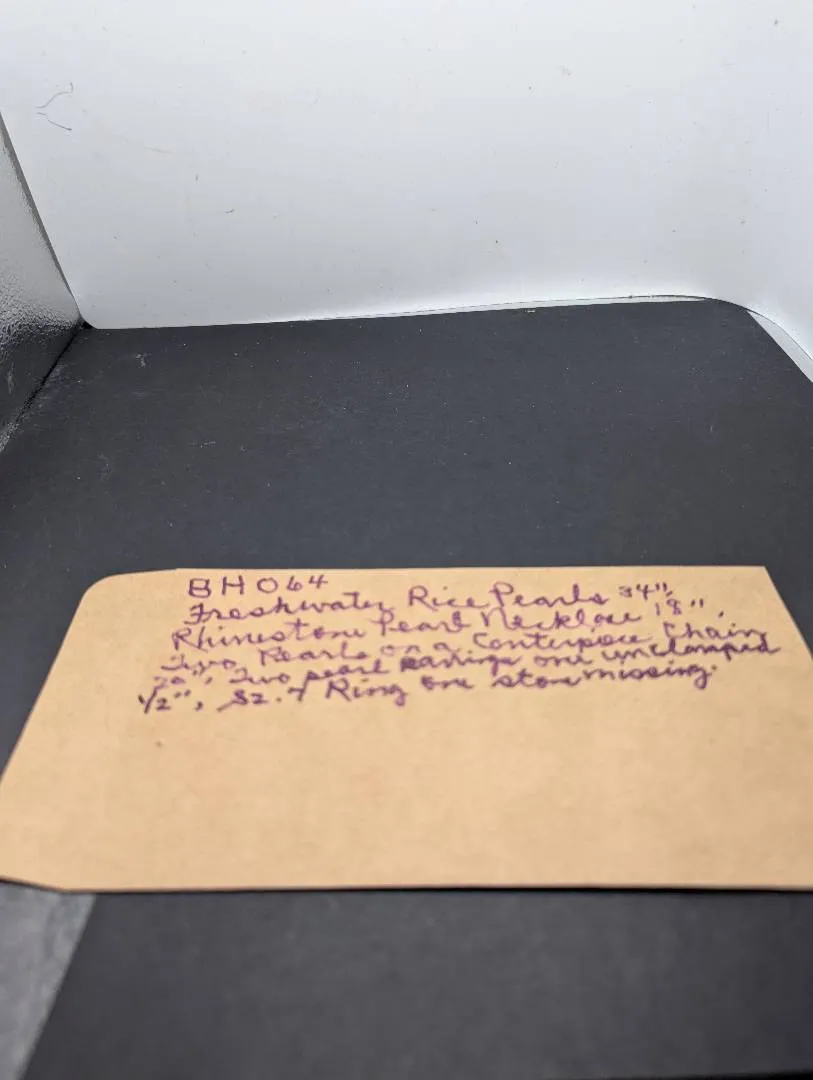 BH064
Freshwater Rice Pearls 34",
Rhinestone Pearl Necklace 18",
Two Pearls on a Centerpiece Chain
20", Two pearl earrings one unclamped
1/2", Sz. 7 Ring one stone missing.